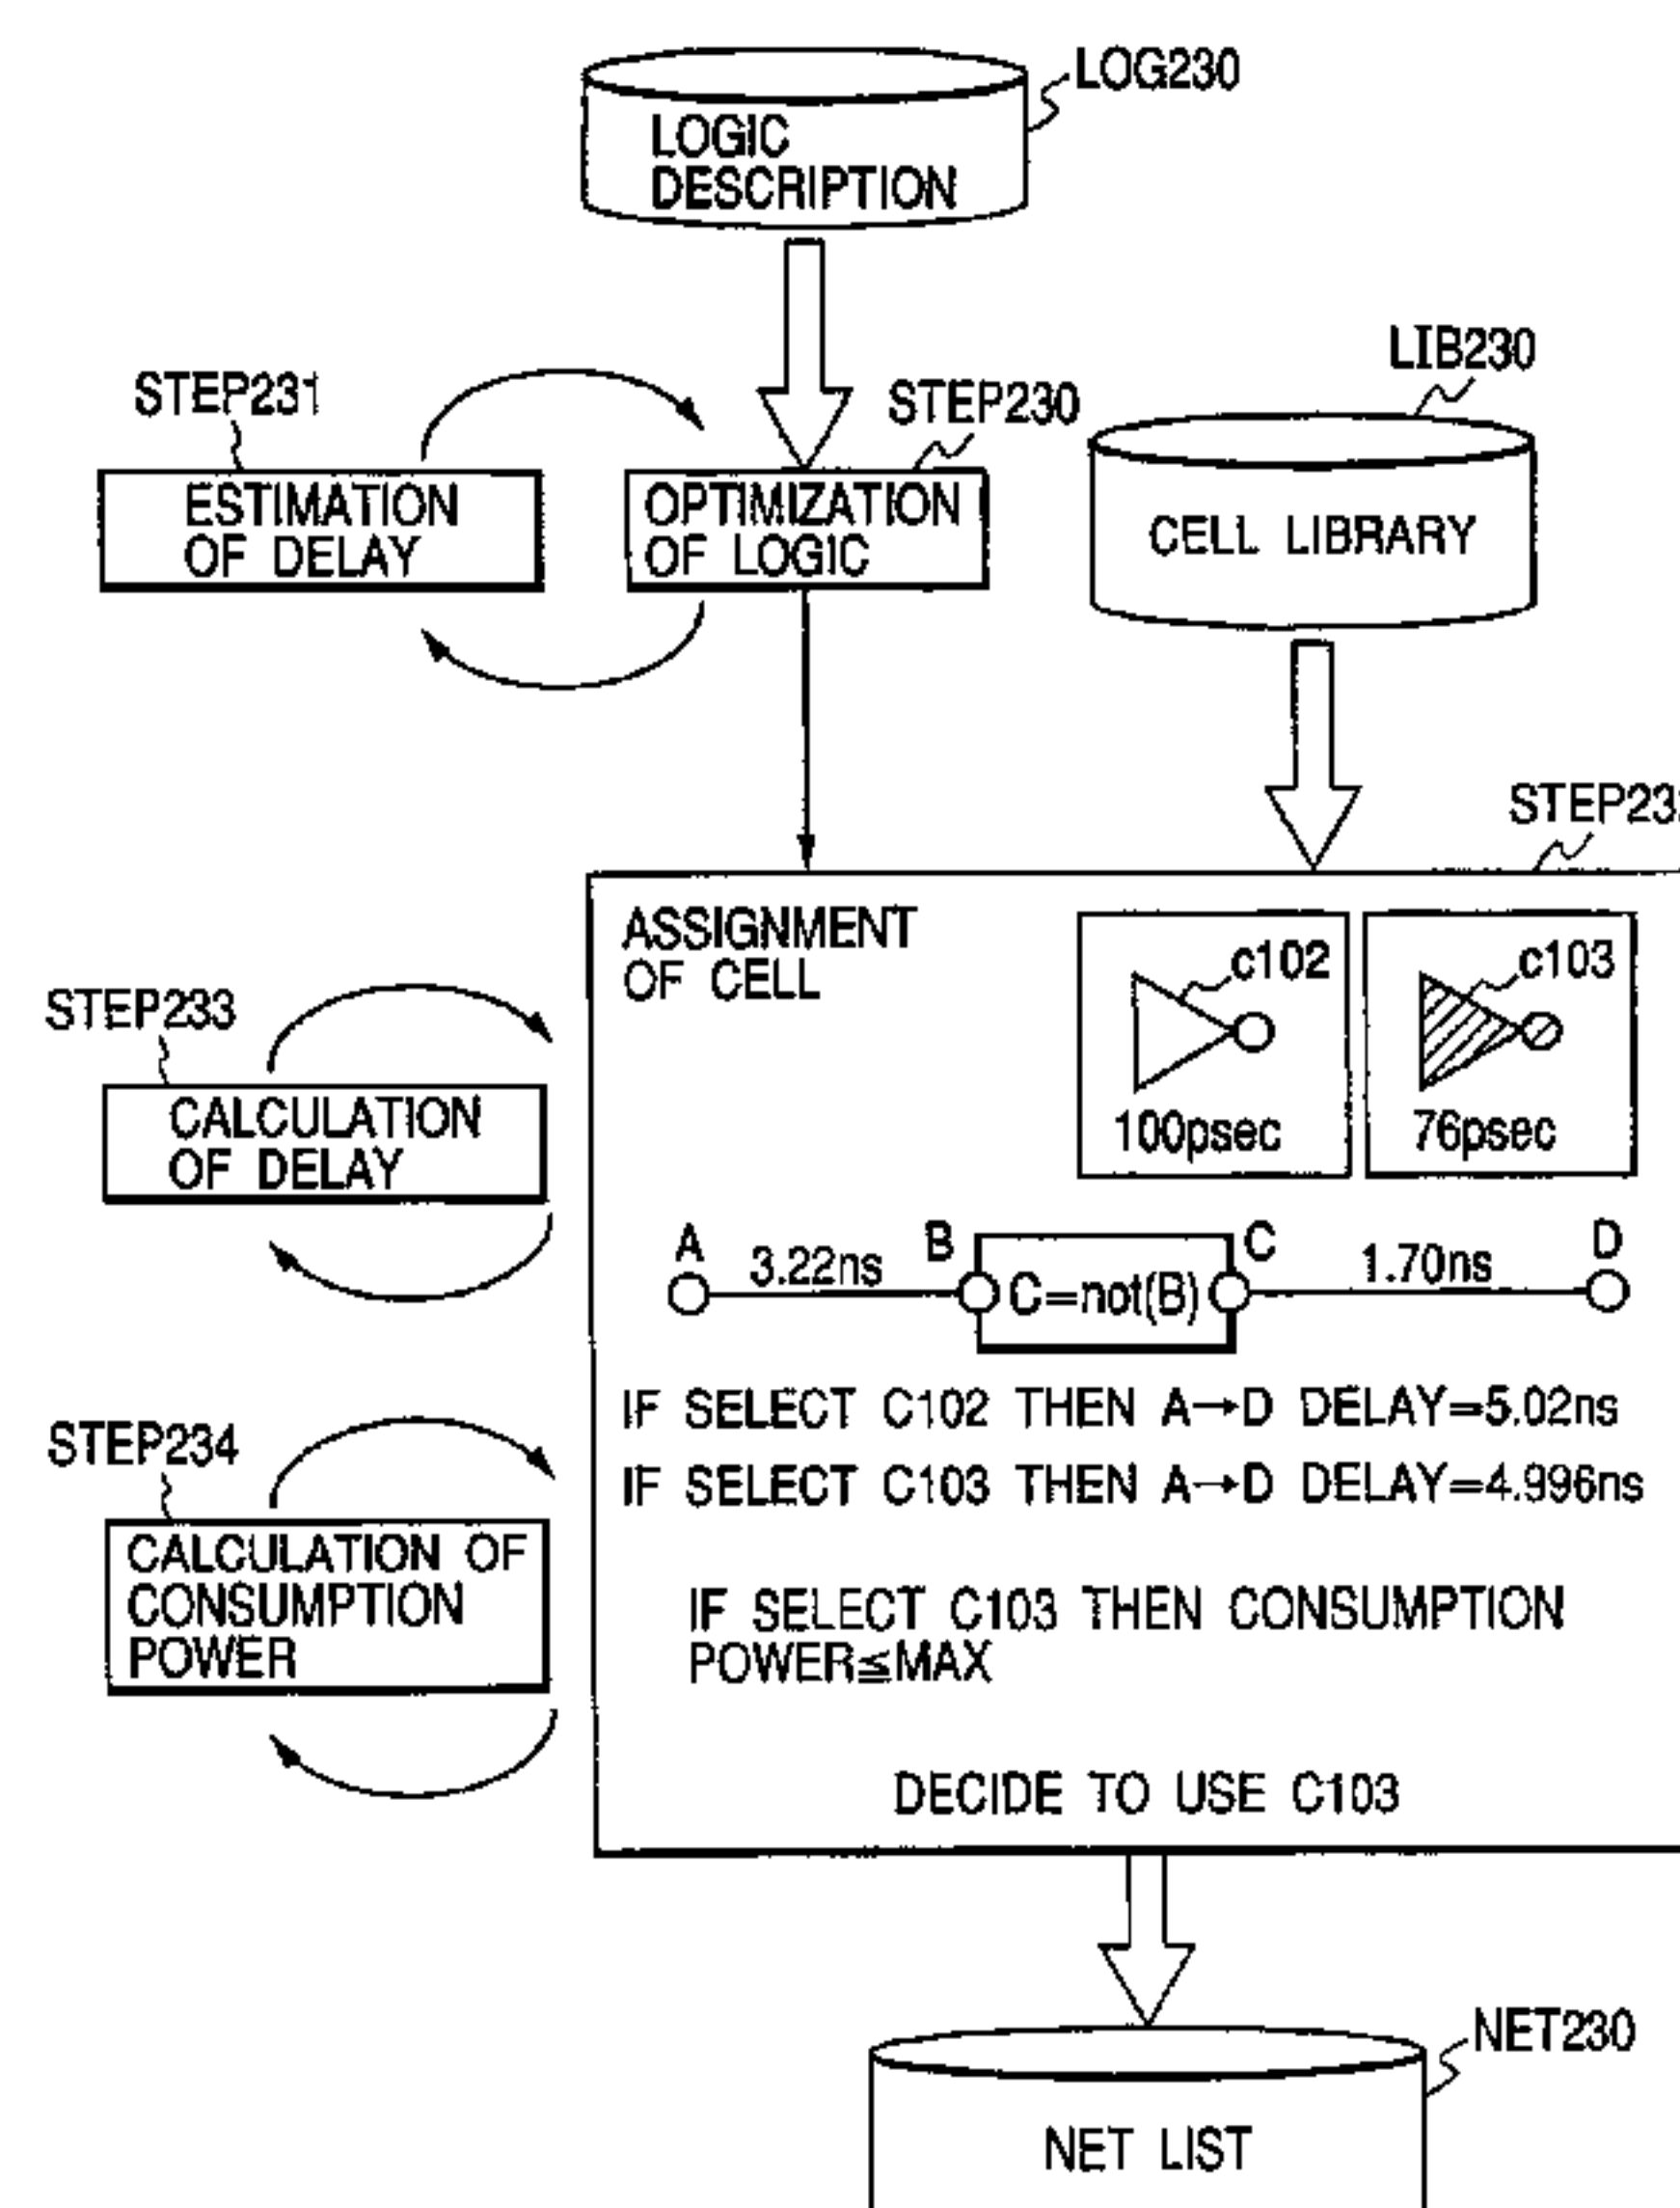 LOG230
LOGIC
DESCRIPTION
LIB230
STEP231
STEP230
ESTIMATION
OF DELAY
OPTIMIZATION
OF LOGIC
CELL LIBRARY
ASSIGNMENT
OF CELL
c102
c103
100psec
76psec
STEP233
CALCULATION
OF DELAY
A
3.22ns
B
C=not(B)
C
1.70ns
D
IF SELECT C102 THEN A→D DELAY=5.02ns
IF SELECT C103 THEN A→D DELAY=4.996ns
STEP234
CALCULATION OF
CONSUMPTION
POWER
IF SELECT C103 THEN CONSUMPTION
POWER≦MAX
DECIDE TO USE C103
NET230
NET LIST